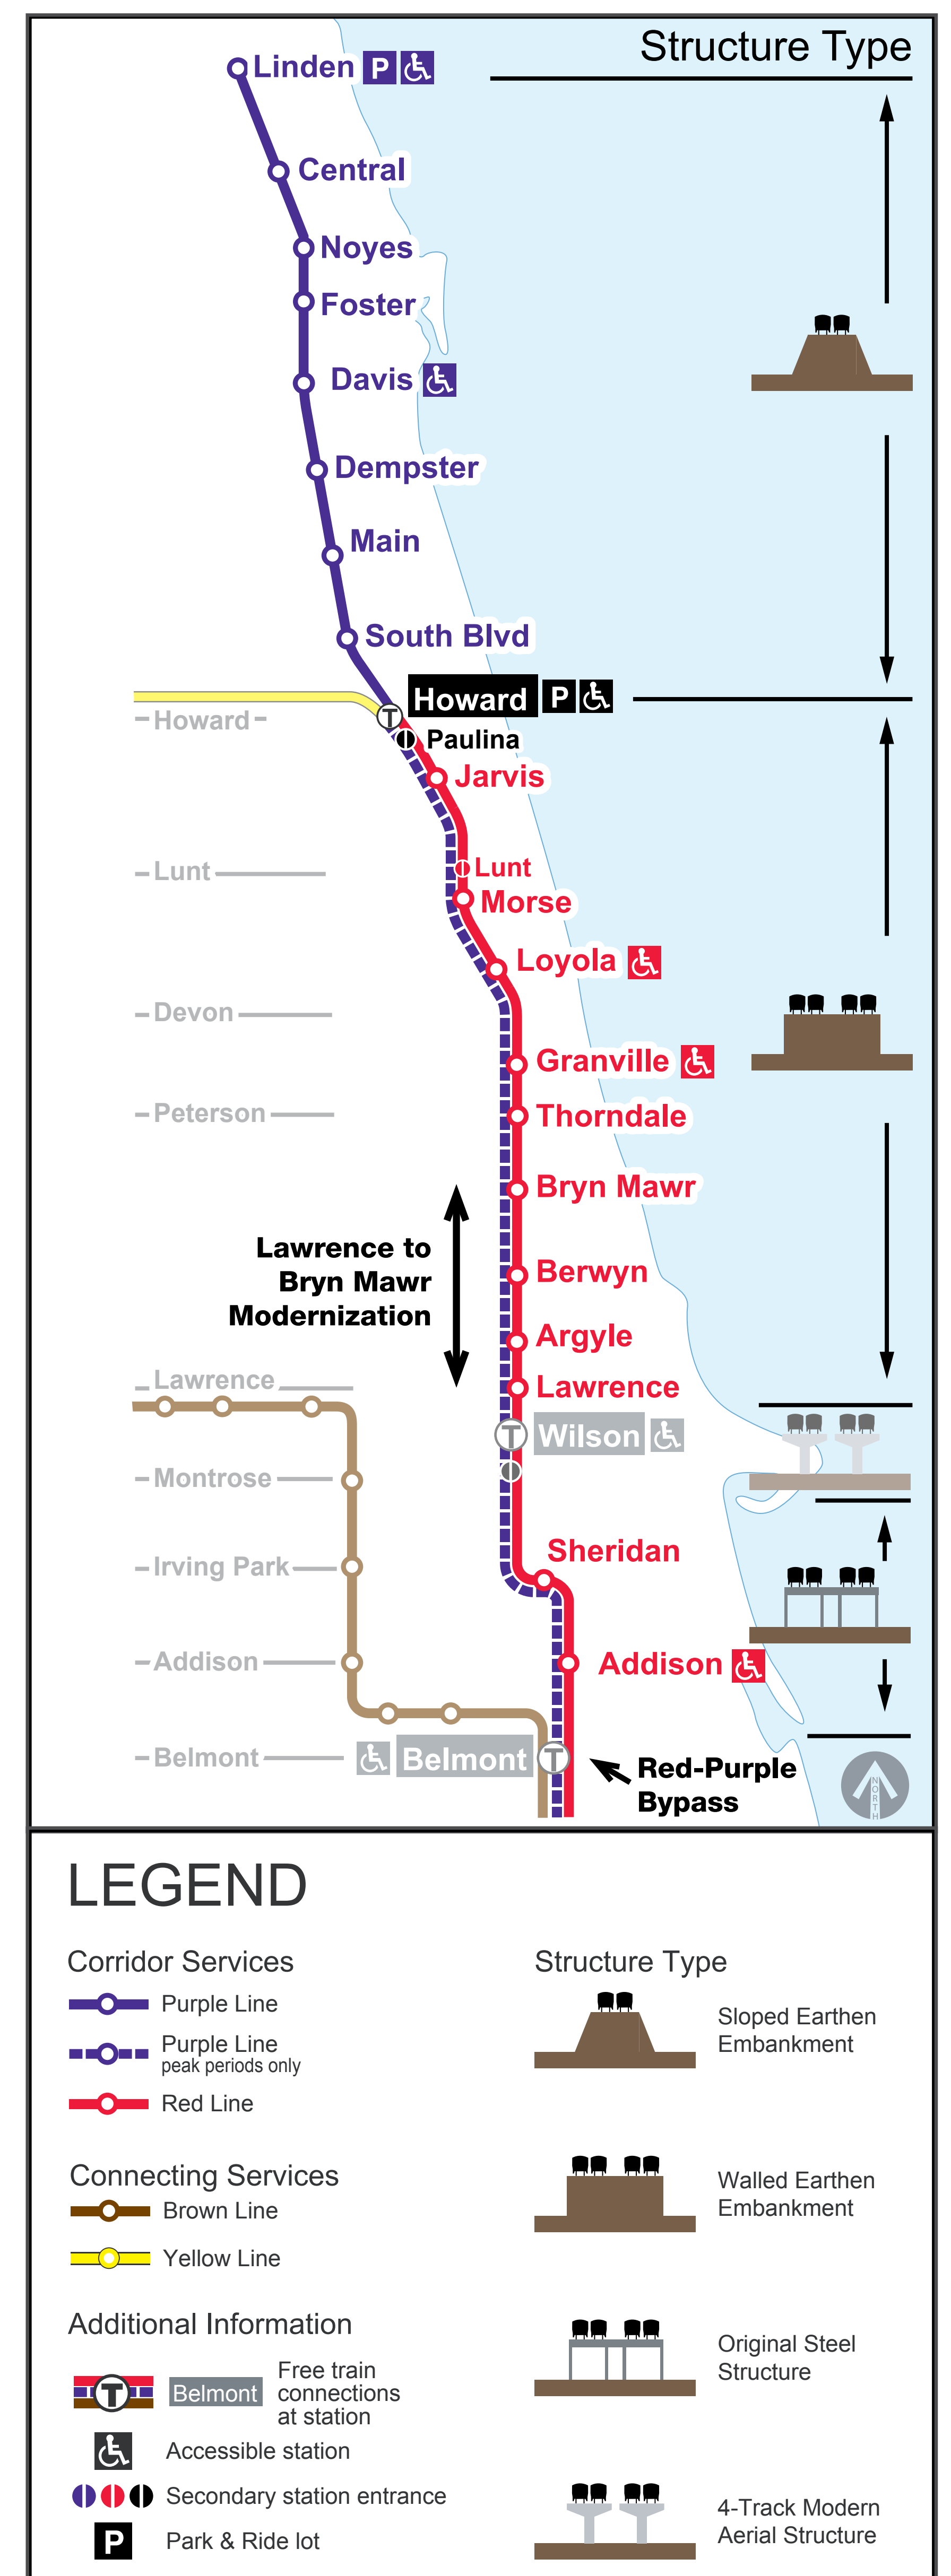 Structure Type
Linden P
Central
Noyes
Foster
Davis
Dempster
Main
South Blvd
Howard P
T
Howard
Paulina
Jarvis
Lunt
Lunt
Morse
Loyola
Devon
Granville
Peterson
Thorndale
Bryn Mawr
Lawrence to
Bryn Mawr
Modernization
Berwyn
Argyle
Lawrence
Lawrence
T Wilson
Montrose
Sheridan
Irving Park
Addison
Addison
Belmont
Belmont T
Red-Purple
Bypass
NORTH
LEGEND
Corridor Services
Purple Line
Purple Line
peak periods only
Red Line
Connecting Services
Brown Line
Yellow Line
Additional Information
T Belmont
Free train
connections
at station
Accessible station
Secondary station entrance
P Park & Ride lot
Structure Type
Sloped Earthen
Embankment
Walled Earthen
Embankment
Original Steel
Structure
4-Track Modern
Aerial Structure